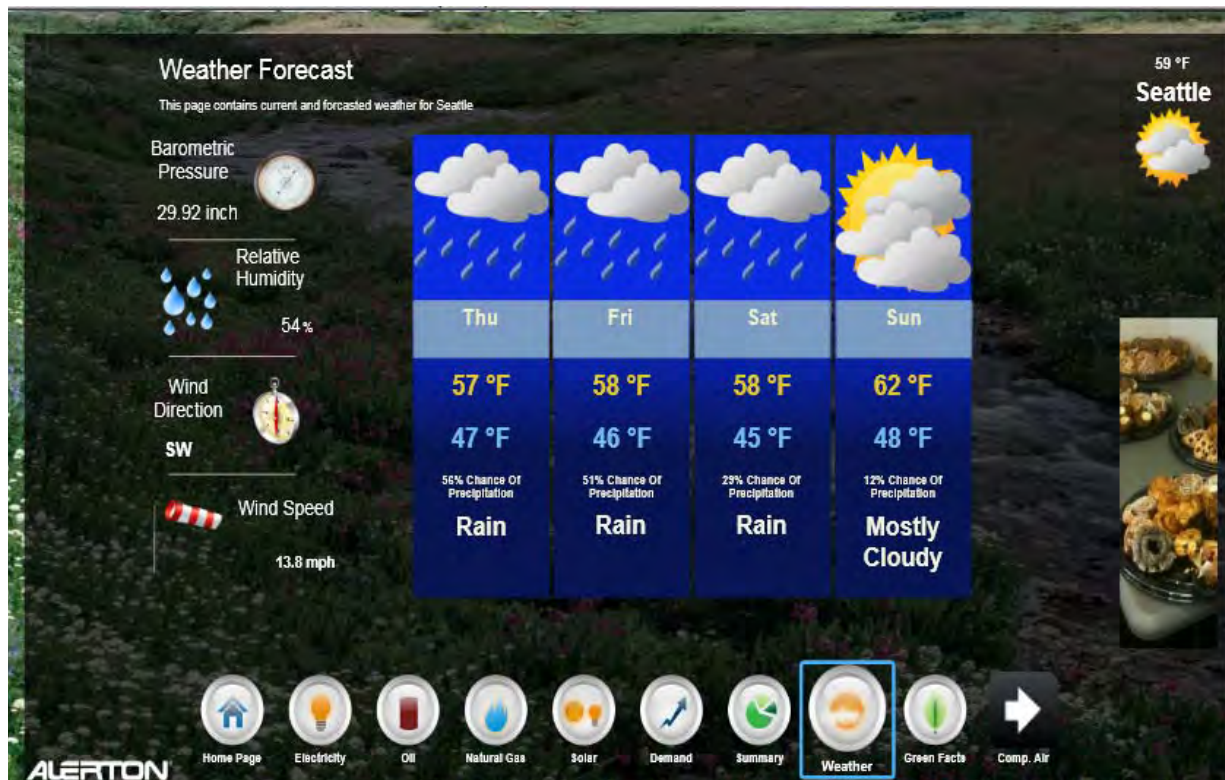 Weather Forecast
This page contains current and forcasted weather for Seattle
59 °F
Seattle
Barometric
Pressure
29.92 inch
Relative
Humidity
54 %
Wind
Direction
SW
Wind Speed
13.8 mph
Thu
57 °F
47 °F
56% Chance Of
Precipitation
Rain
Fri
58 °F
46 °F
51% Chance Of
Precipitation
Rain
Sat
58 °F
45 °F
29% Chance Of
Precipitation
Rain
Sun
62 °F
48 °F
12% Chance Of
Precipitation
Mostly
Cloudy
Home Page
Electricity
Oil
Natural Gas
Solar
Demand
Summary
Weather
Green Facts
Comp. Air
ALERTON